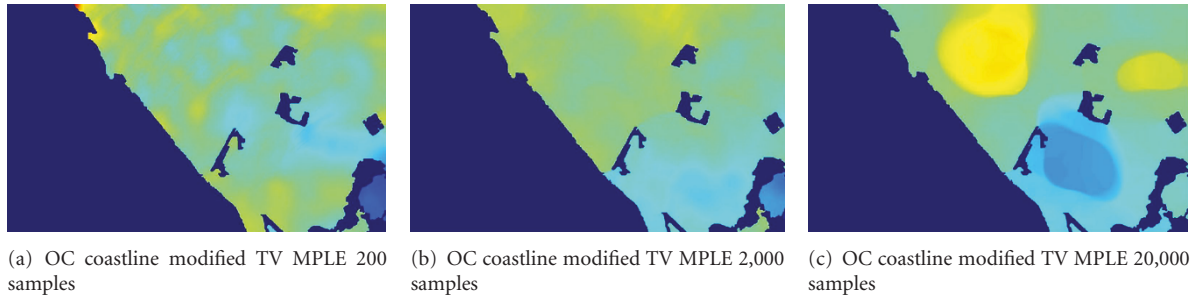 (a) OC coastline modified TV MPLE 200
samples
(b) OC coastline modified TV MPLE 2,000
samples
(c) OC coastline modified TV MPLE 20,000
samples